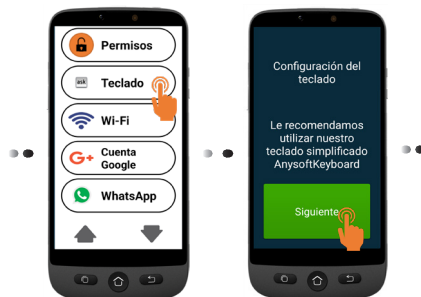 Permisos
ask
Teclado
Wi-Fi
G+
Cuenta
Google
WhatsApp
Configuración del
teclado
Le recomendamos
utilizar nuestro
teclado simplificado
AnysoftKeyboard
Siguiente